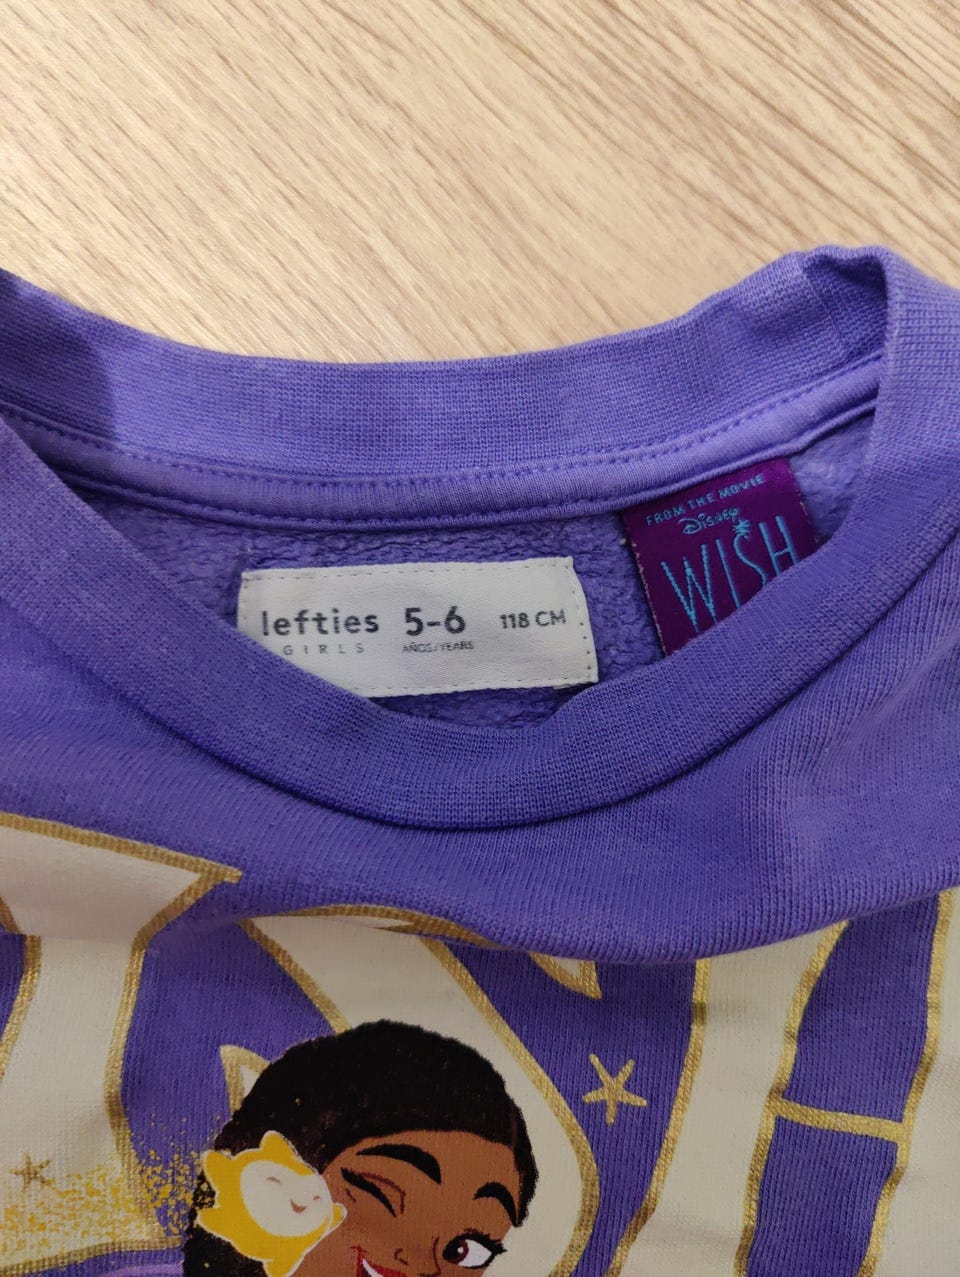 FROM THE MOVIE
Disney
WISH
lefties 5-6 118 CM
GIRLS AÑOS/YEARS